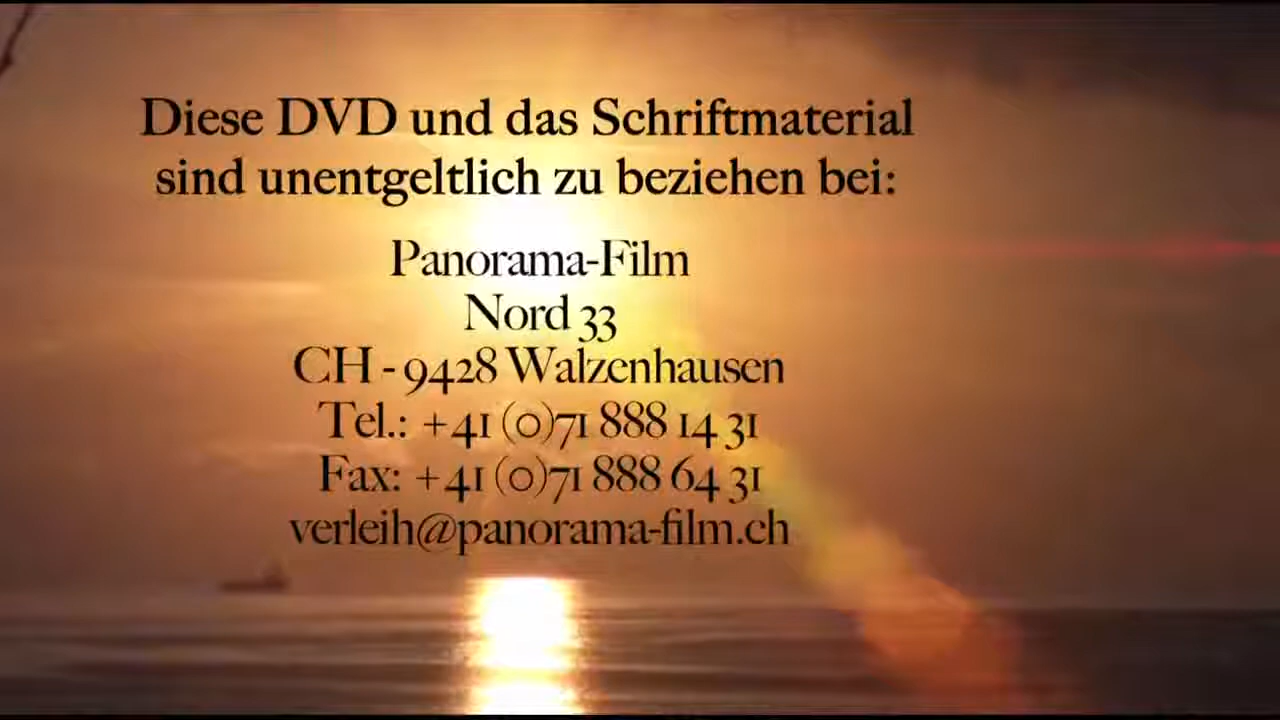 Diese DVD und das Schriftmaterial
sind unentgeltlich zu beziehen bei:
Panorama-Film
Nord 33
CH - 9428 Walzenhausen
Tel.: +41 (0)71 888 14 31
Fax: +41 (0)71 888 64 31
verleih@panorama-film.ch